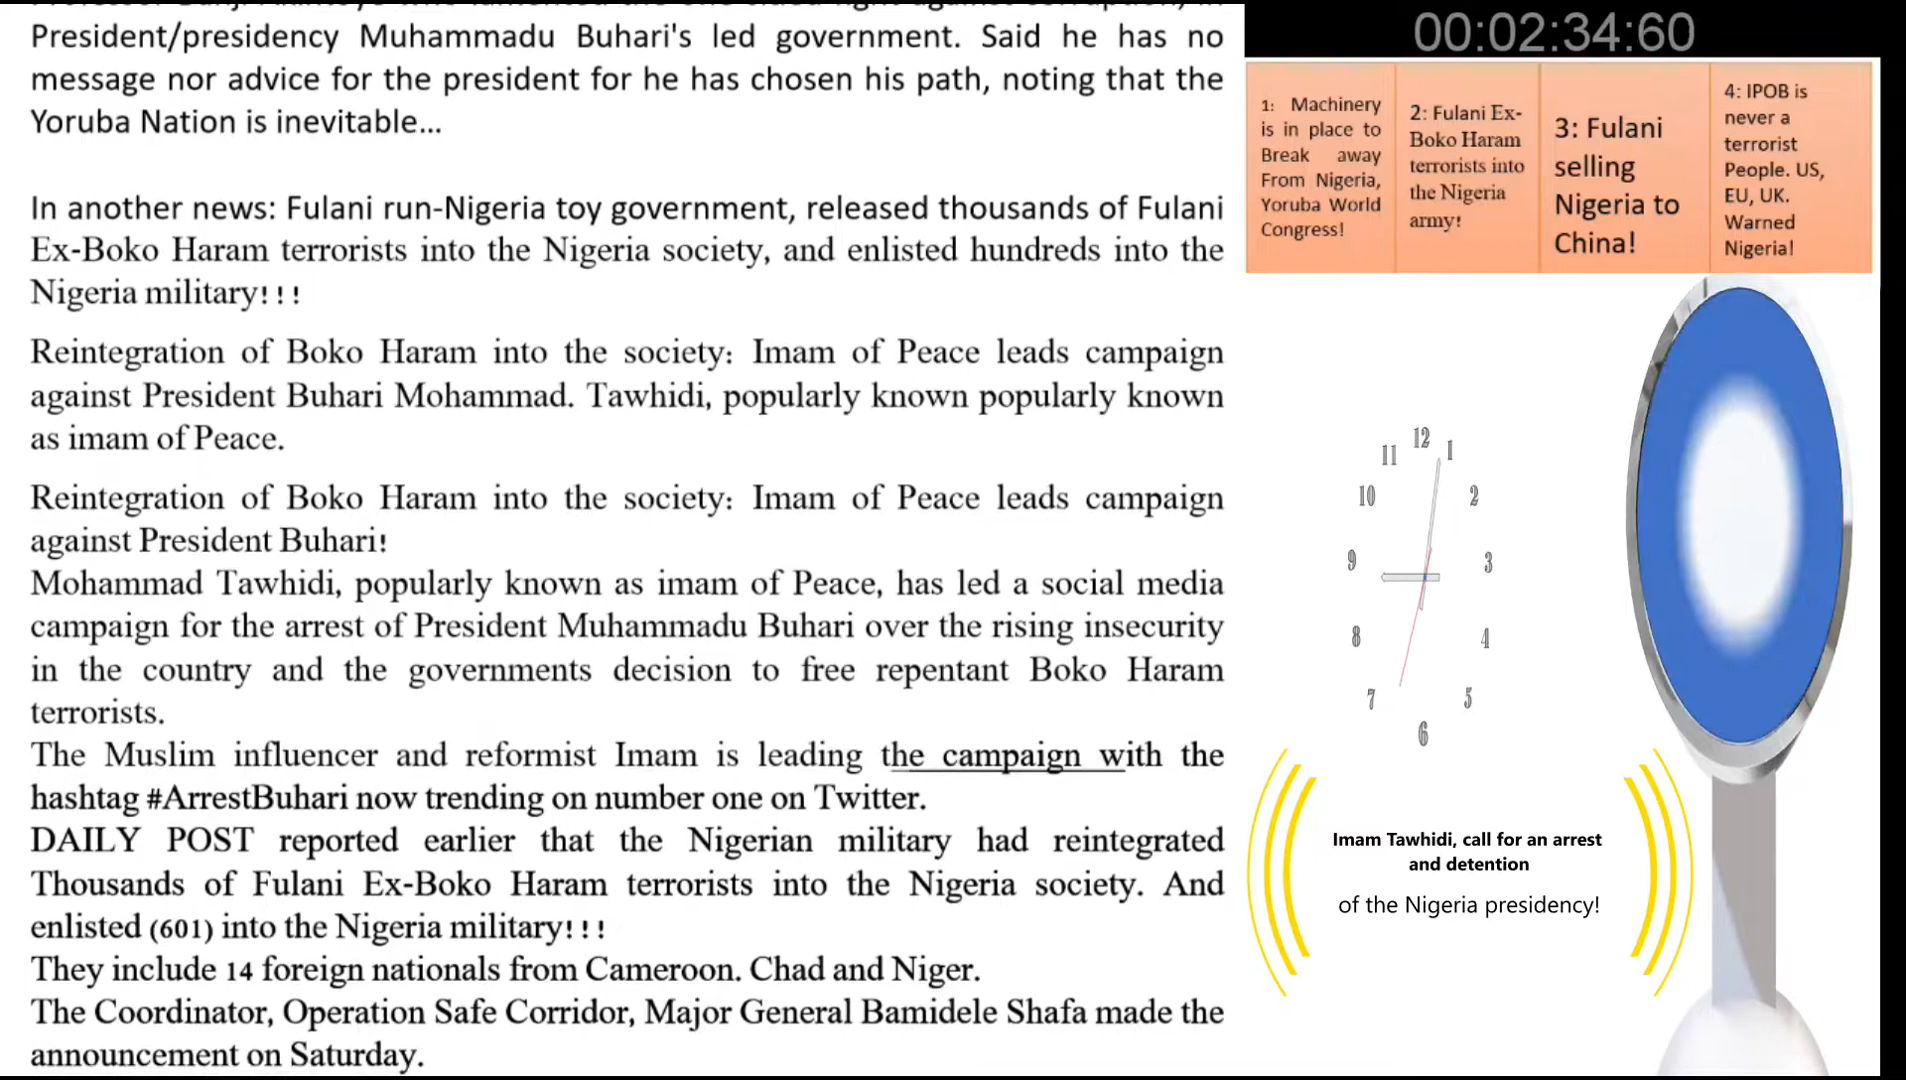 President/presidency Muhammadu Buhari's led government. Said he has no
message nor advice for the president for he has chosen his path, noting that the
Yoruba Nation is inevitable...
In another news: Fulani run-Nigeria toy government, released thousands of Fulani
Ex-Boko Haram terrorists into the Nigeria society, and enlisted hundreds into the
Nigeria military!!!
Reintegration of Boko Haram into the society: Imam of Peace leads campaign
against President Buhari Mohammad. Tawhidi, popularly known popularly known
as imam of Peace.
Reintegration of Boko Haram into the society: Imam of Peace leads campaign
against President Buhari!
Mohammad Tawhidi, popularly known as imam of Peace, has led a social media
campaign for the arrest of President Muhammadu Buhari over the rising insecurity
in the country and the governments decision to free repentant Boko Haram
terrorists.
The Muslim influencer and reformist Imam is leading the campaign with the
hashtag #ArrestBuhari now trending on number one on Twitter.
DAILY POST reported earlier that the Nigerian military had reintegrated
Thousands of Fulani Ex-Boko Haram terrorists into the Nigeria society. And
enlisted (601) into the Nigeria military!!!
They include 14 foreign nationals from Cameroon. Chad and Niger.
The Coordinator, Operation Safe Corridor, Major General Bamidele Shafa made the
announcement on Saturday.
00:02:34:60
1: Machinery
is in place to
Break away
From Nigeria,
Yoruba World
Congress!
2: Fulani Ex-
Boko Haram
terrorists into
the Nigeria
army!
3: Fulani
selling
Nigeria to
China!
4: IPOB is
never a
terrorist
People. US,
EU, UK.
Warned
Nigeria!
12
1
2
3
4
5
6
7
8
9
10
11
Imam Tawhidi, call for an arrest
and detention
of the Nigeria presidency!